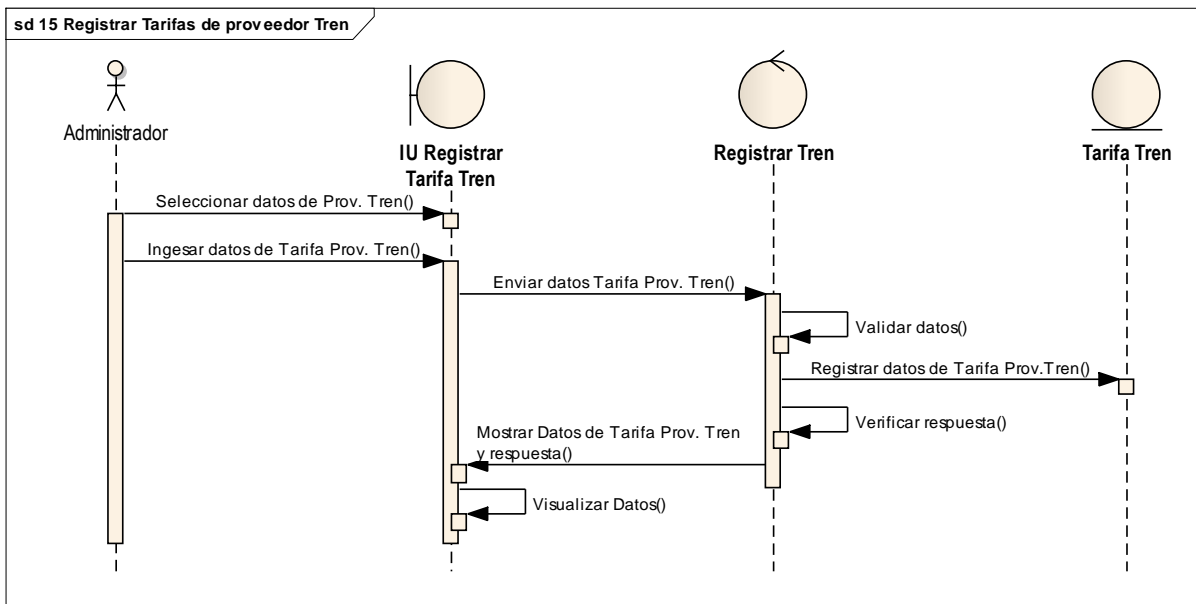 sd 15 Registrar Tarifas de proveedor Tren
Administrador
IU Registrar
Tarifa Tren
Registrar Tren
Tarifa Tren
Seleccionar datos de Prov. Tren()
Ingesar datos de Tarifa Prov. Tren()
Enviar datos Tarifa Prov. Tren()
Validar datos()
Registrar datos de Tarifa Prov.Tren()
Verificar respuesta()
Mostrar Datos de Tarifa Prov. Tren
y respuesta()
Visualizar Datos()